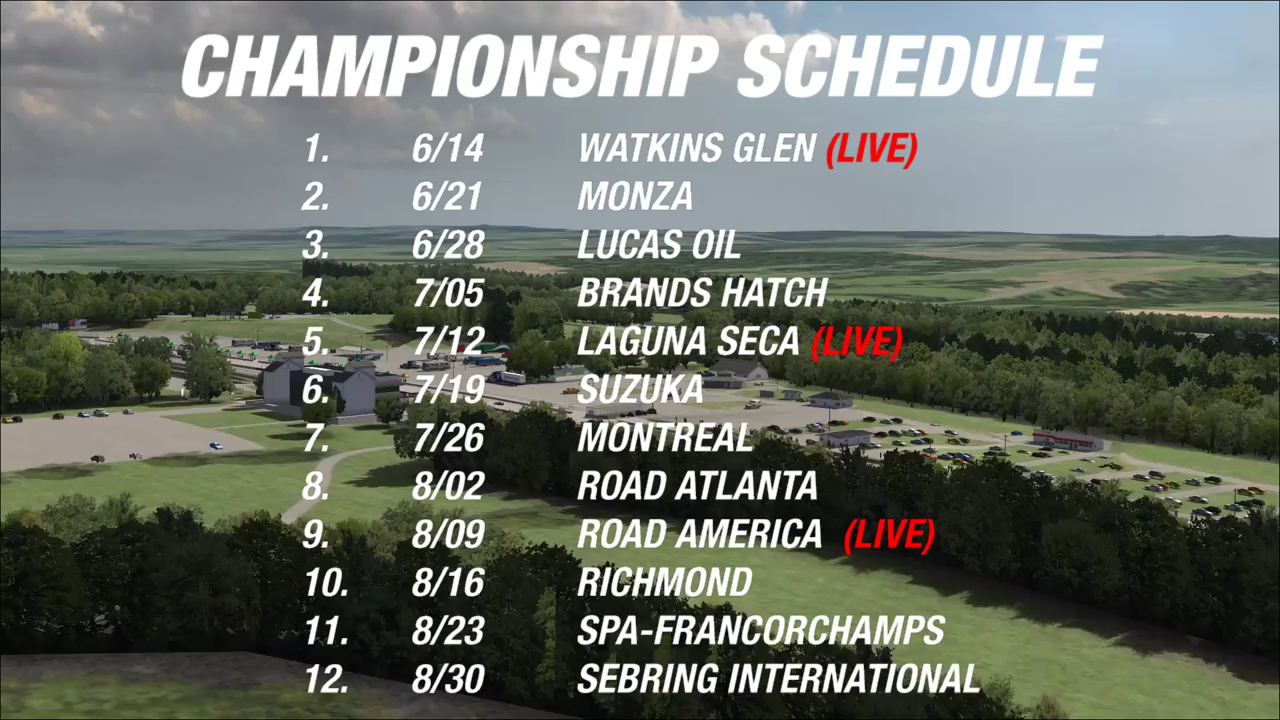 CHAMPIONSHIP SCHEDULE
1. 6/14 WATKINS GLEN (LIVE)
2. 6/21 MONZA
3. 6/28 LUCAS OIL
4. 7/05 BRANDS HATCH
5. 7/12 LAGUNA SECA (LIVE)
6. 7/19 SUZUKA
7. 7/26 MONTREAL
8. 8/02 ROAD ATLANTA
9. 8/09 ROAD AMERICA (LIVE)
10. 8/16 RICHMOND
11. 8/23 SPA-FRANCORCHAMPS
12. 8/30 SEBRING INTERNATIONAL